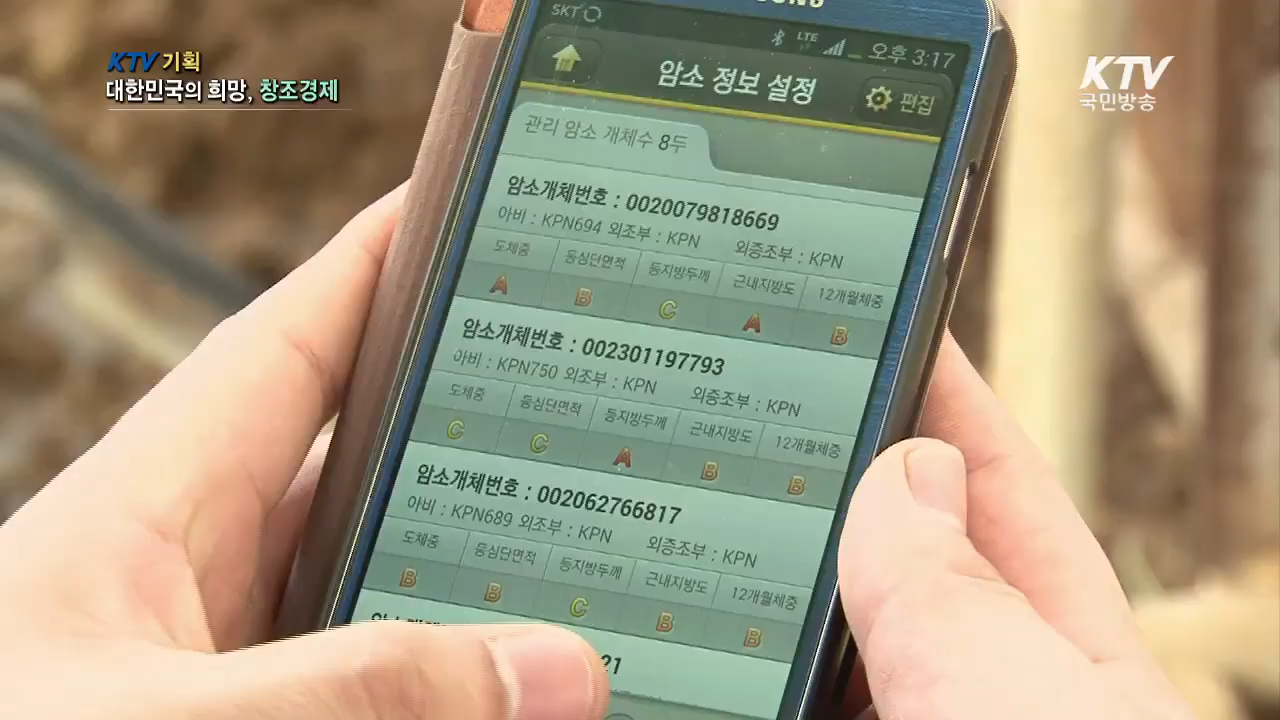 KTV 기획
대한민국의 희망, 창조경제
KTV
국민방송
SKT
LTE 오후 3:17
암소 정보 설정
편집
관리 암소 개체수 8두
암소개체번호 : 0020079818669
아비 : KPN694 외조부 : KPN 외증조부 : KPN
도체중 등심단면적 등지방두께 근내지방도 12개월체중
A B C A B
암소개체번호 : 002301197793
아비 : KPN750 외조부 : KPN 외증조부 : KPN
도체중 등심단면적 등지방두께 근내지방도 12개월체중
C C A B B
암소개체번호 : 002062766817
아비 : KPN689 외조부 : KPN 외증조부 : KPN
도체중 등심단면적 등지방두께 근내지방도 12개월체중
B B C B B
21